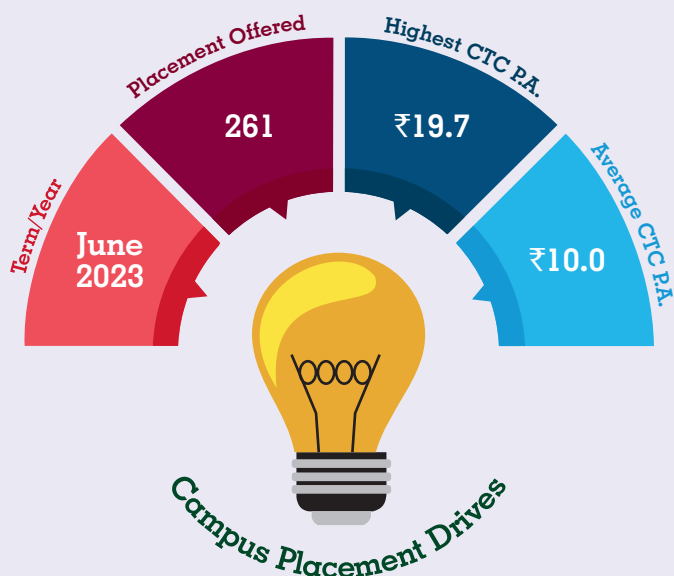 Term/Year
June
2023
Placement Offered
261
Highest CTC P.A.
₹19.7
Average CTC P.A.
₹10.0
Campus Placement Drives